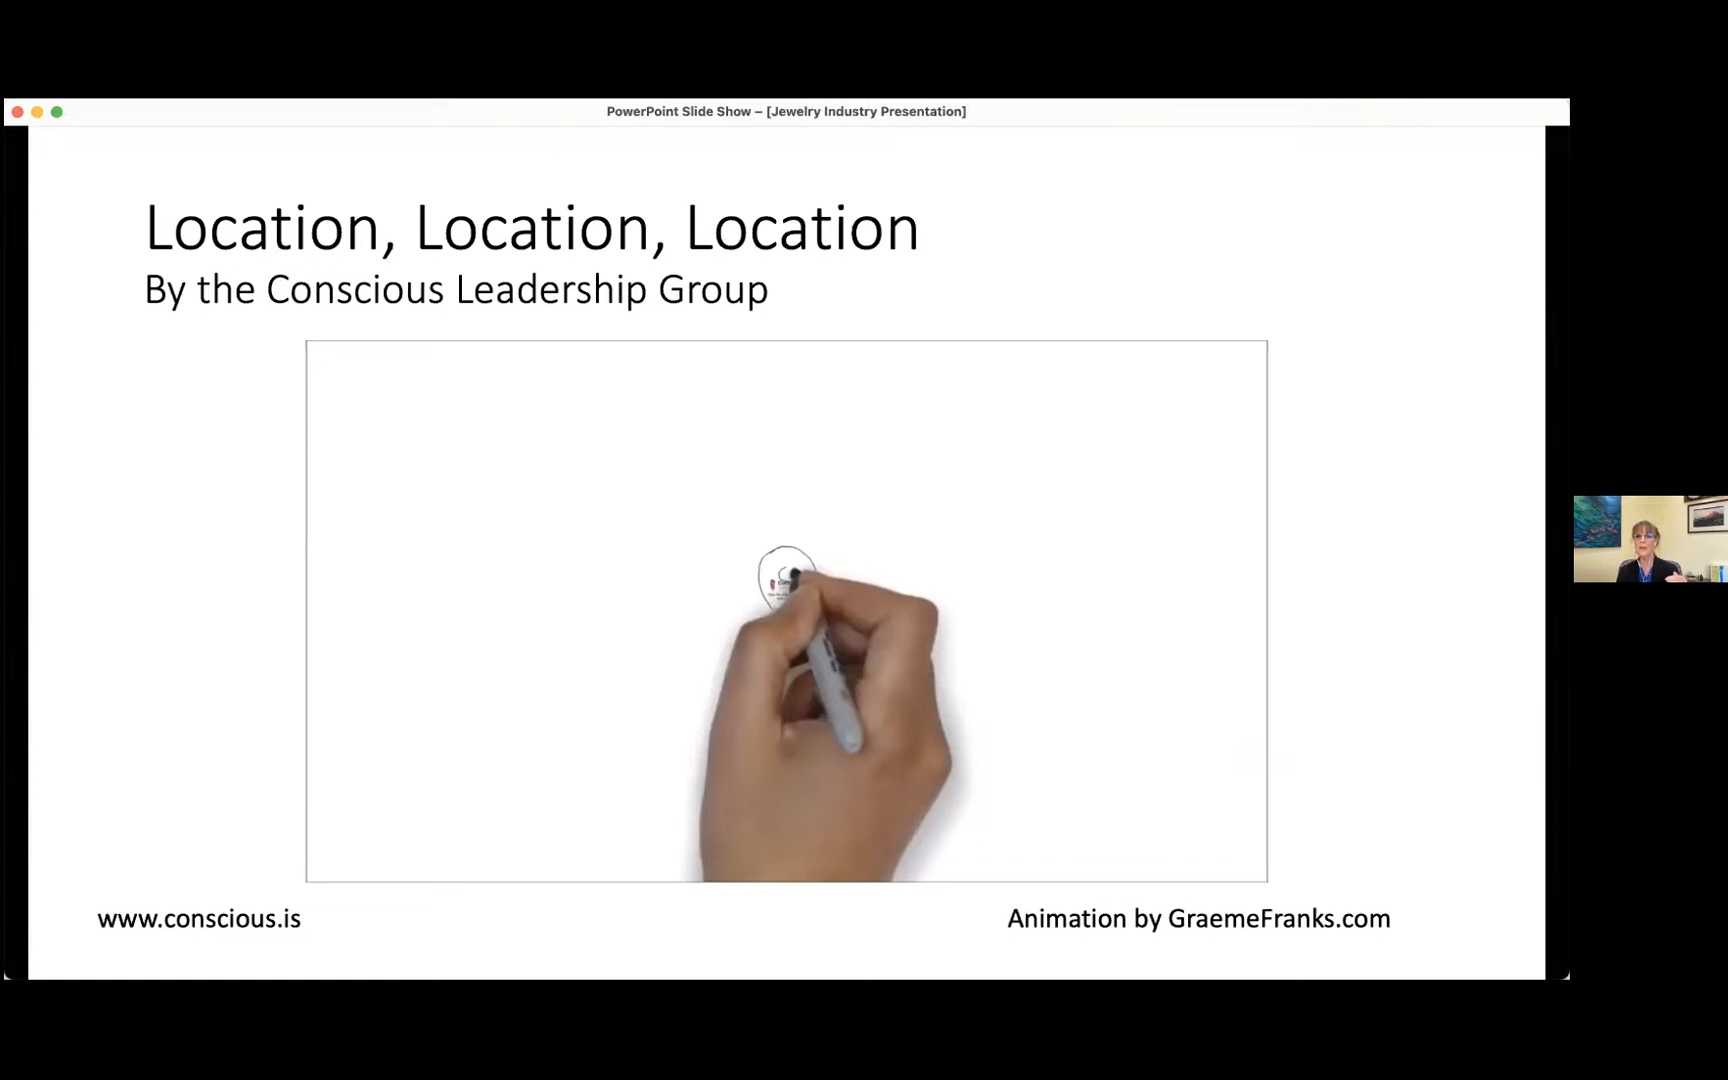 PowerPoint Slide Show – [Jewelry Industry Presentation]
Location, Location, Location
By the Conscious Leadership Group
www.conscious.is
Animation by GraemeFranks.com